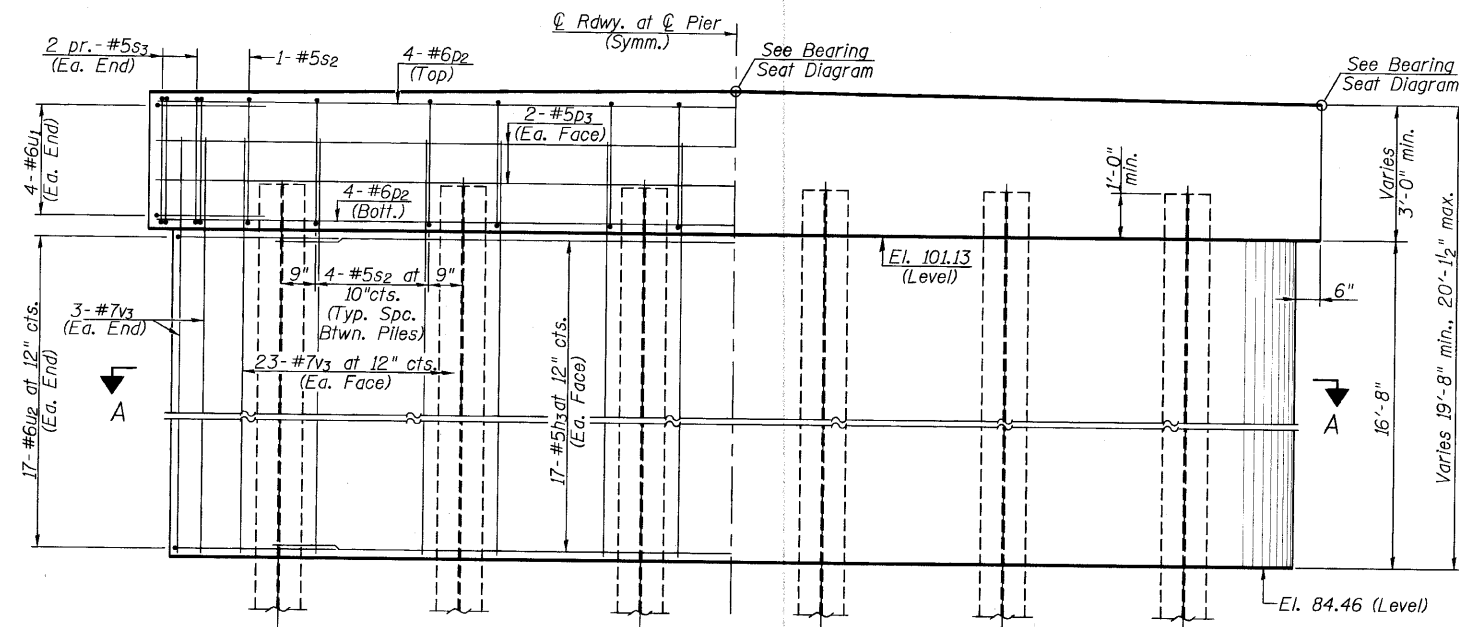 ℄ Rdwy. at ℄ Pier
(Symm.)
See Bearing
Seat Diagram
See Bearing
Seat Diagram
2 pr.- #5s3
(Ea. End)
1- #5s2
4- #6p2
(Top)
2- #5p3
(Ea. Face)
4- #6u1
(Ea. End)
4- #6p2
(Bott.)
1'-0"
min.
Varies
3'-0" min.
El. 101.13
(Level)
9"
4- #5s2 at
10"cts.
(Typ. Spc.
Btwn. Piles)
9"
6"
3- #7v3
(Ea. End)
23- #7v3 at 12" cts.
(Ea. Face)
17- #6u2 at 12" cts.
(Ea. End)
17- #5h3 at 12" cts.
(Ea. Face)
A
A
16'-8"
Varies 19'-8" min., 20'-1½" max.
El. 84.46 (Level)